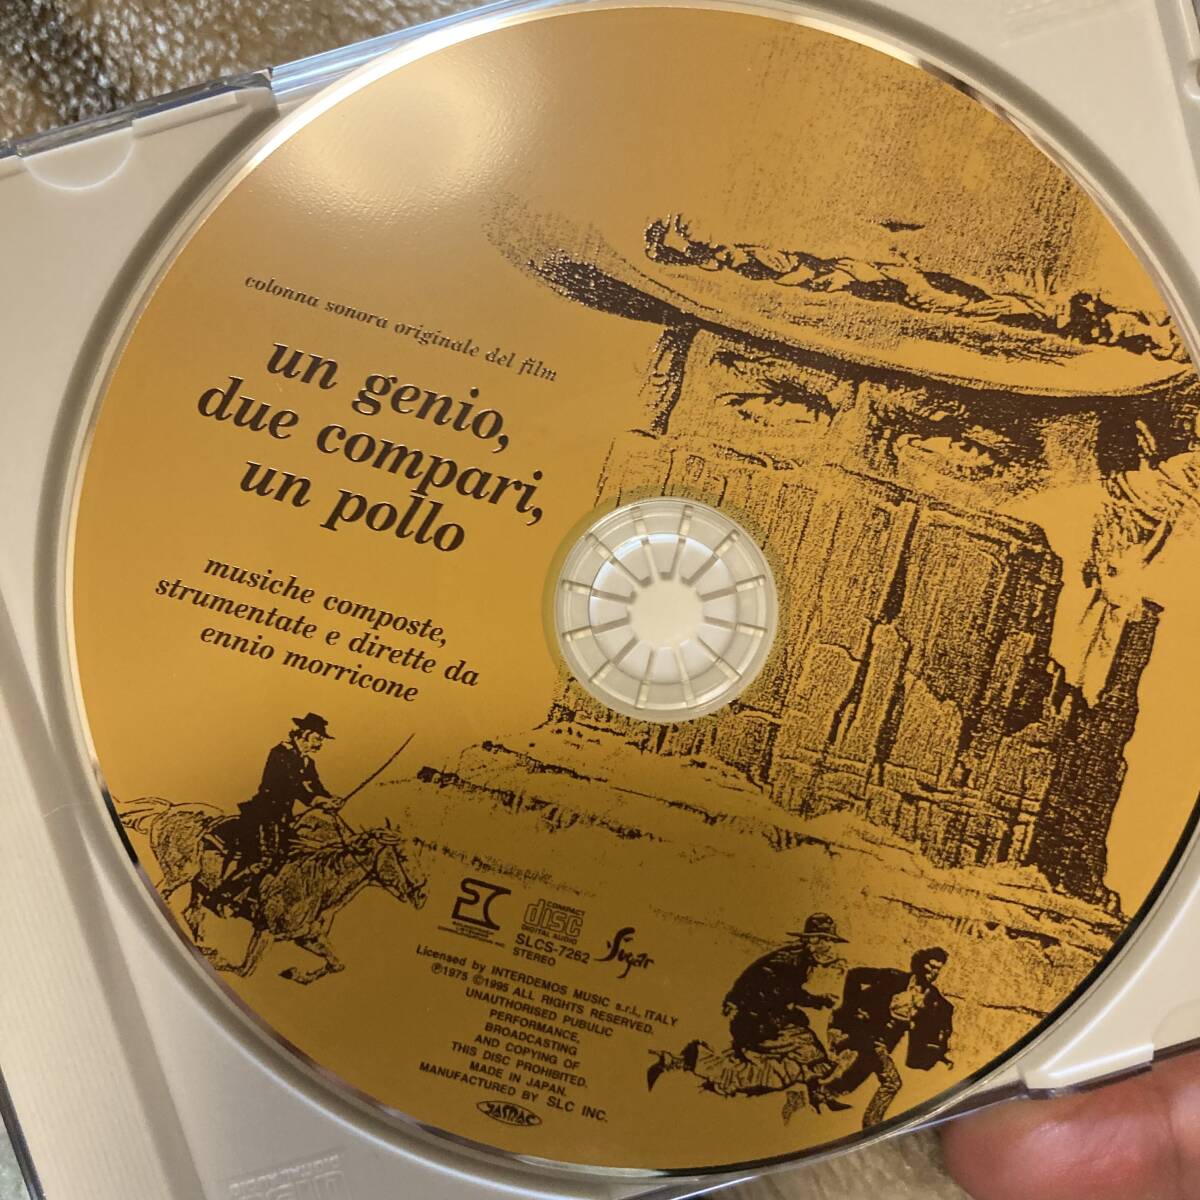 colonna sonora originale del film
un genio,
due compari,
un pollo
musiche composte,
strumentate e dirette da
ennio morricone
COMPACT
disc
DIGITAL AUDIO
SLCS-7262
STEREO
Sugar
Licensed by INTERDEMOS MUSIC s.r.l., ITALY
℗1975 ©1995 ALL RIGHTS RESERVED.
UNAUTHORISED PUBULIC
PERFORMANCE,
BROADCASTING
AND COPYING OF
THIS DISC PROHIBITED.
MADE IN JAPAN.
MANUFACTURED BY SLC INC.
JASRAC